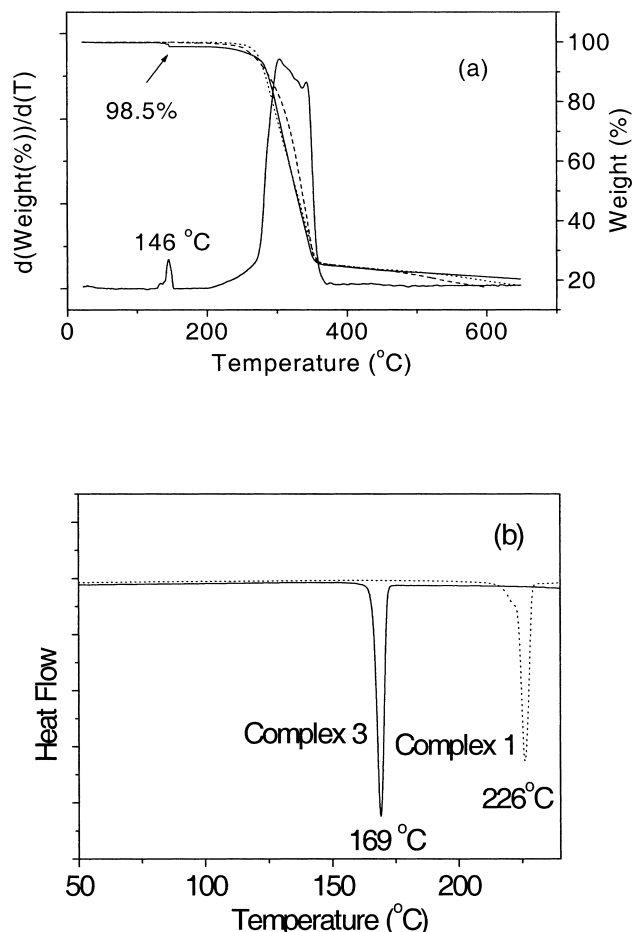 (a)
98.5%
146 °C
d(Weight(%))/d(T)
100
80
60
40
20
Weight (%)
0 200 400 600
Temperature (°C)
(b)
Heat Flow
Complex 3 Complex 1
226°C
169 °C
50 100 150 200
Temperature (°C)